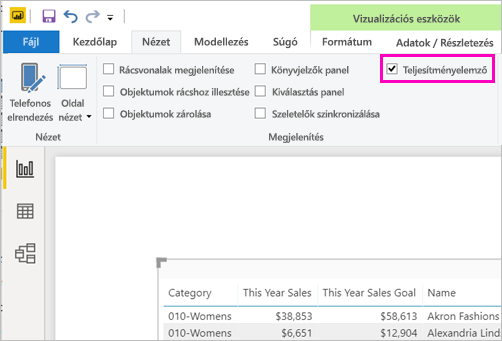 Vizualizációs eszközök
Fájl Kezdőlap Nézet Modellezés Súgó Formátum Adatok / Részletezés
Telefonos elrendezés
Oldal nézet
Rácsvonalak megjelenítése
Objektumok rácshoz illesztése
Objektumok zárolása
Könyvjelzők panel
Kiválasztás panel
Szeletelők szinkronizálása
Teljesítményelemző
Nézet Megjelenítés
Category This Year Sales This Year Sales Goal Name
010-Womens $38,853 $58,613 Akron Fashions
010-Womens $6,651 $12,904 Alexandria Lind